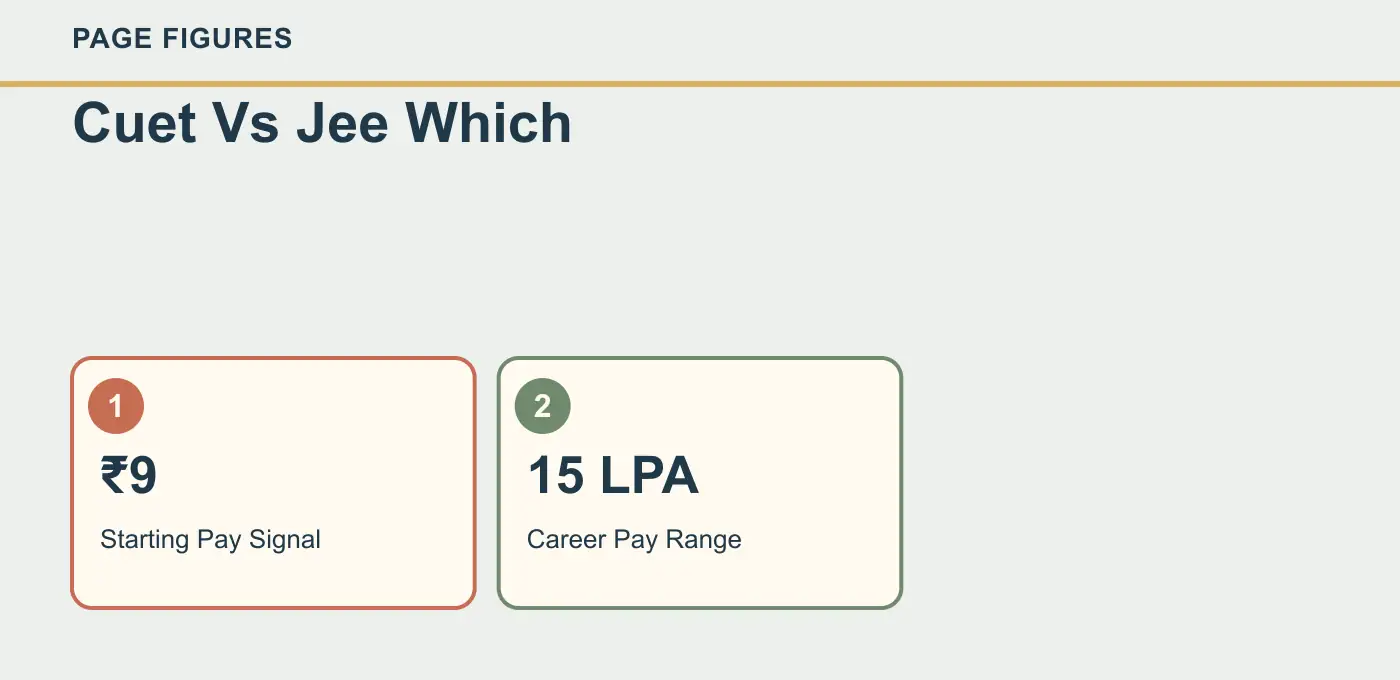 PAGE FIGURES
Cuet Vs Jee Which
1
₹9
Starting Pay Signal
2
15 LPA
Career Pay Range